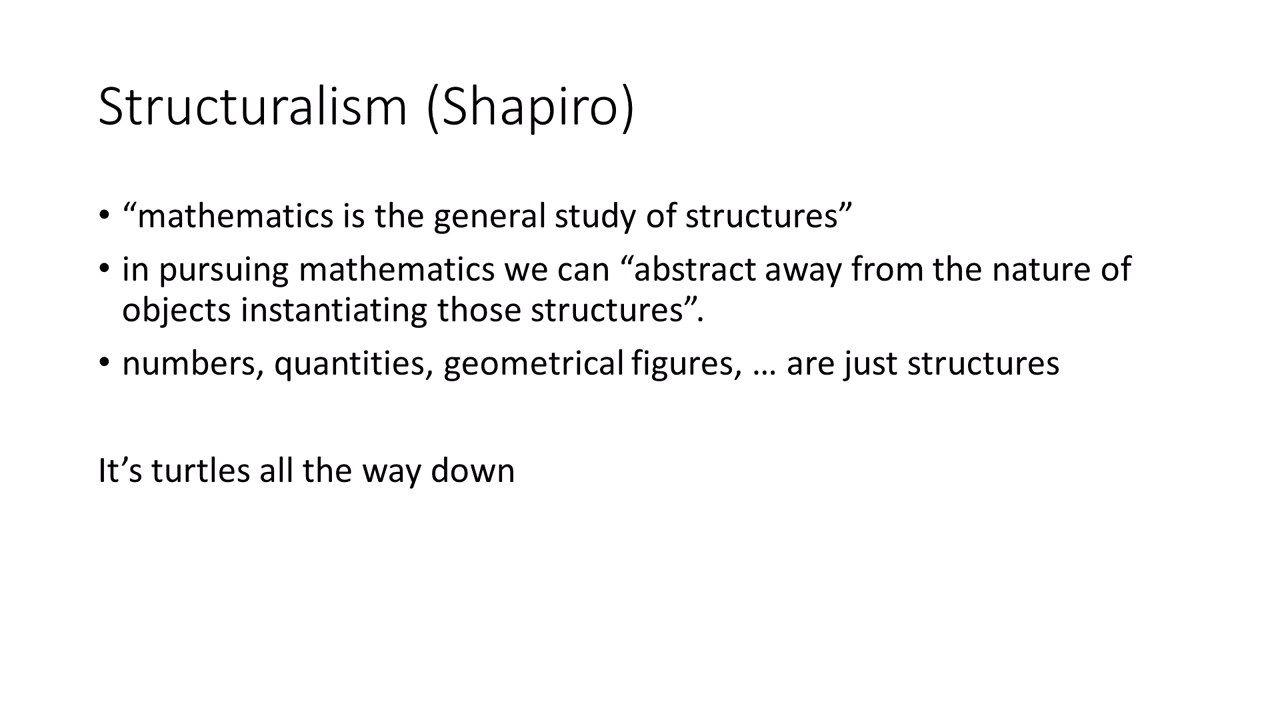 Structuralism (Shapiro)
• “mathematics is the general study of structures”
• in pursuing mathematics we can “abstract away from the nature of
objects instantiating those structures”.
• numbers, quantities, geometrical figures, … are just structures
It’s turtles all the way down